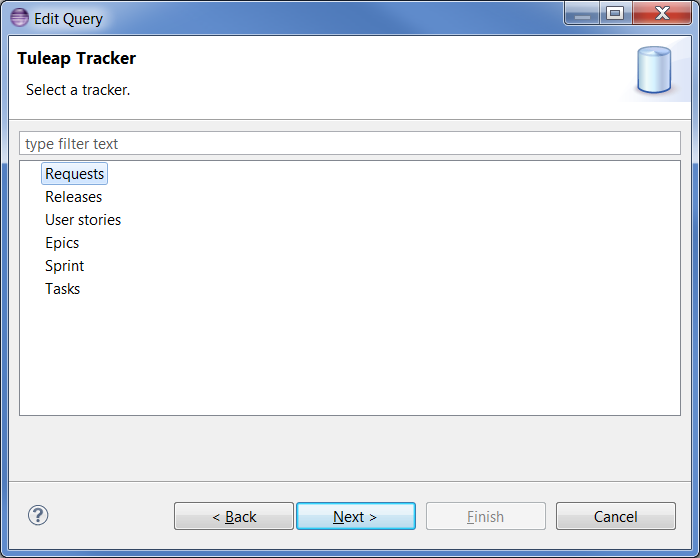 Edit Query
Tuleap Tracker
Select a tracker.
type filter text
Requests
Releases
User stories
Epics
Sprint
Tasks
?
< Back
Next >
Finish
Cancel